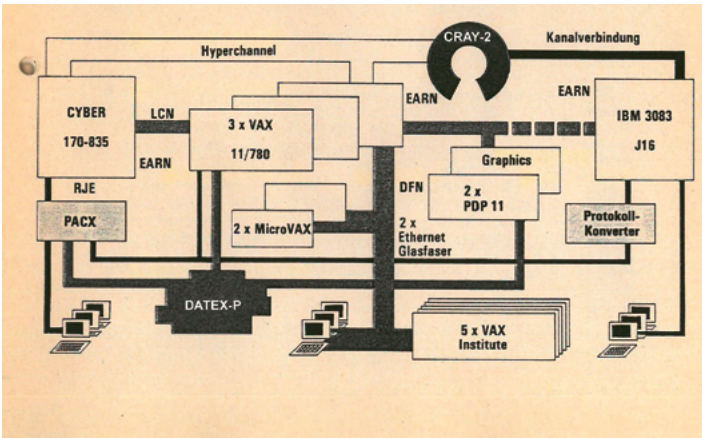 CRAY-2
Kanalverbindung
Hyperchannel
CYBER
170-835
LCN
EARN
3 x VAX
11/780
EARN
EARN
IBM 3083
J16
Graphics
RJE
PACX
2 x MicroVAX
DFN
2 x
PDP 11
2 x
Ethernet
Glasfaser
Protokoll-
Konverter
DATEX-P
5 x VAX
Institute